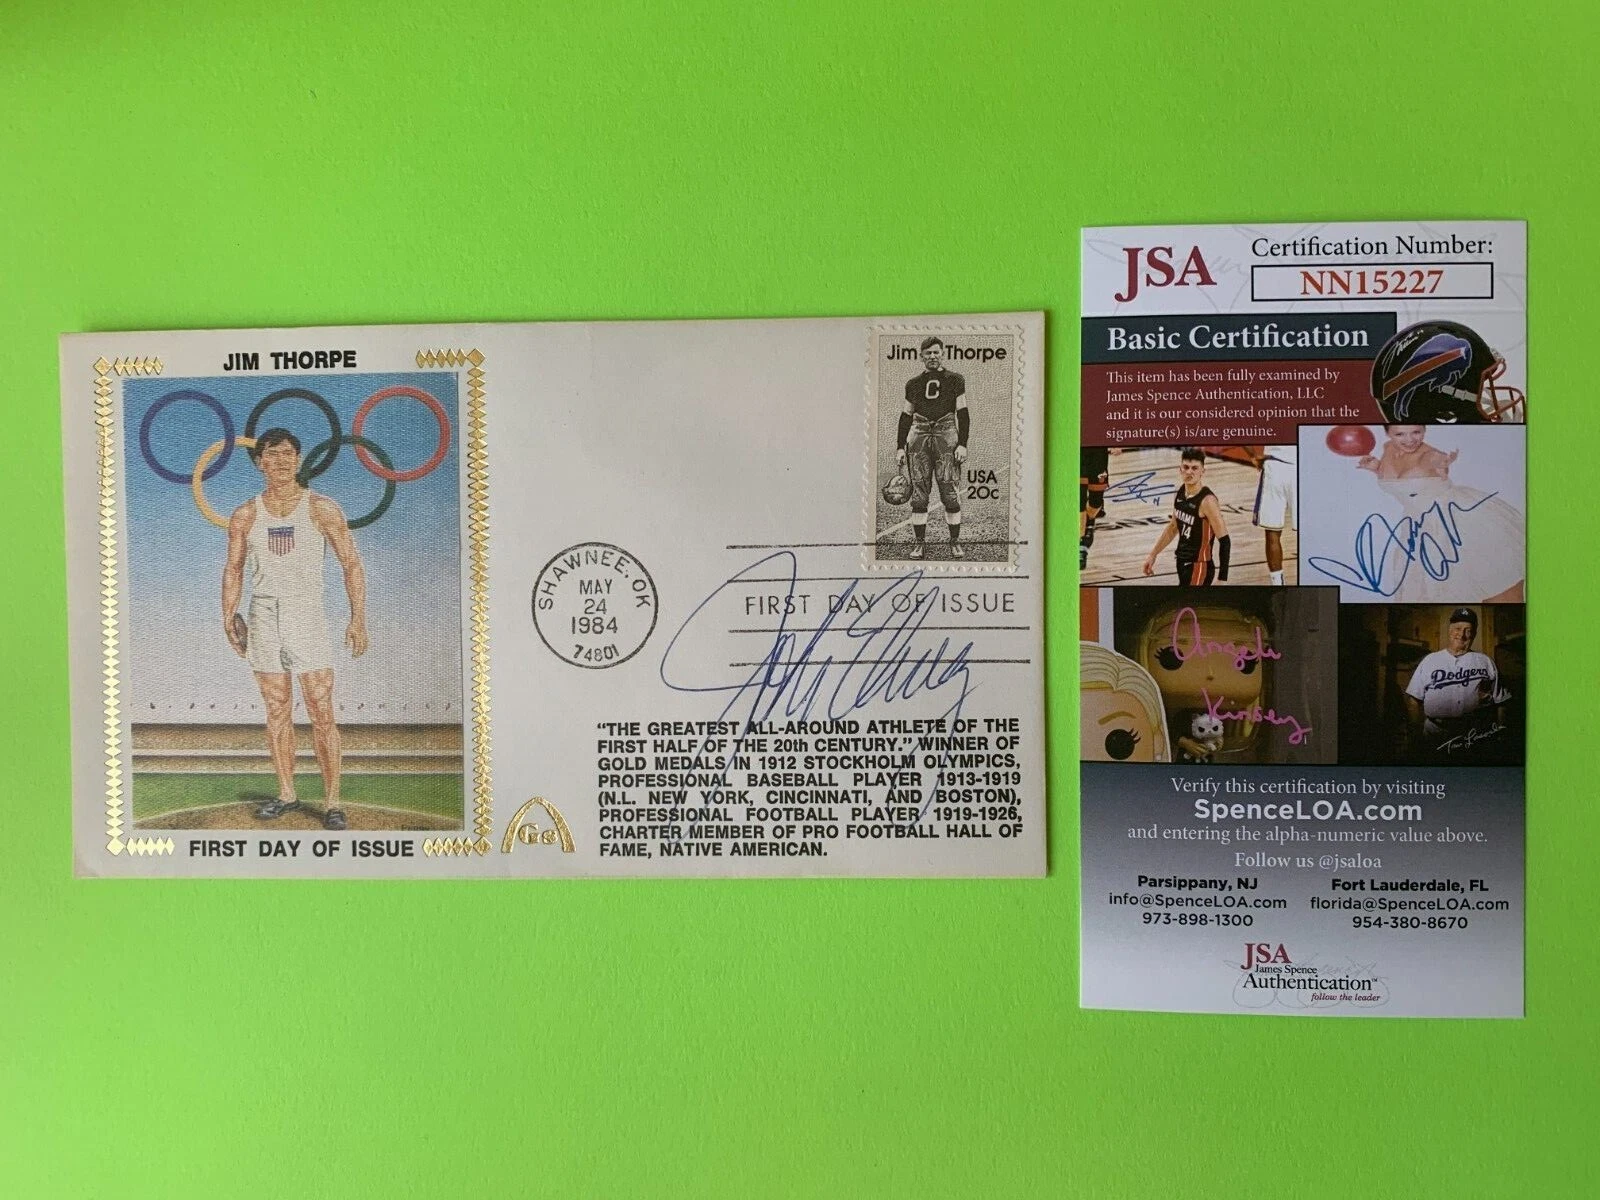 JIM THORPE
FIRST DAY OF ISSUE
Jim Thorpe
C
USA
20c
SHAWNEE, OK
MAY
24
1984
74801
FIRST DAY OF ISSUE
"THE GREATEST ALL-AROUND ATHLETE OF THE
FIRST HALF OF THE 20th CENTURY." WINNER OF
GOLD MEDALS IN 1912 STOCKHOLM OLYMPICS,
PROFESSIONAL BASEBALL PLAYER 1913-1919
(N.L. NEW YORK, CINCINNATI, AND BOSTON),
PROFESSIONAL FOOTBALL PLAYER 1919-1926,
CHARTER MEMBER OF PRO FOOTBALL HALL OF
FAME, NATIVE AMERICAN.
JSA
Certification Number:
NN15227
Basic Certification
This item has been fully examined by
James Spence Authentication, LLC
and it is our considered opinion that the
signature(s) is/are genuine.
MIAMI
14
Angela
Kinsey
Dodgers
Verify this certification by visiting
SpenceLOA.com
and entering the alpha-numeric value above.
Follow us @jsaloa
Parsippany, NJ
info@SpenceLOA.com
973-898-1300
Fort Lauderdale, FL
florida@SpenceLOA.com
954-380-8670
JSA
James Spence
Authentication™
follow the leader